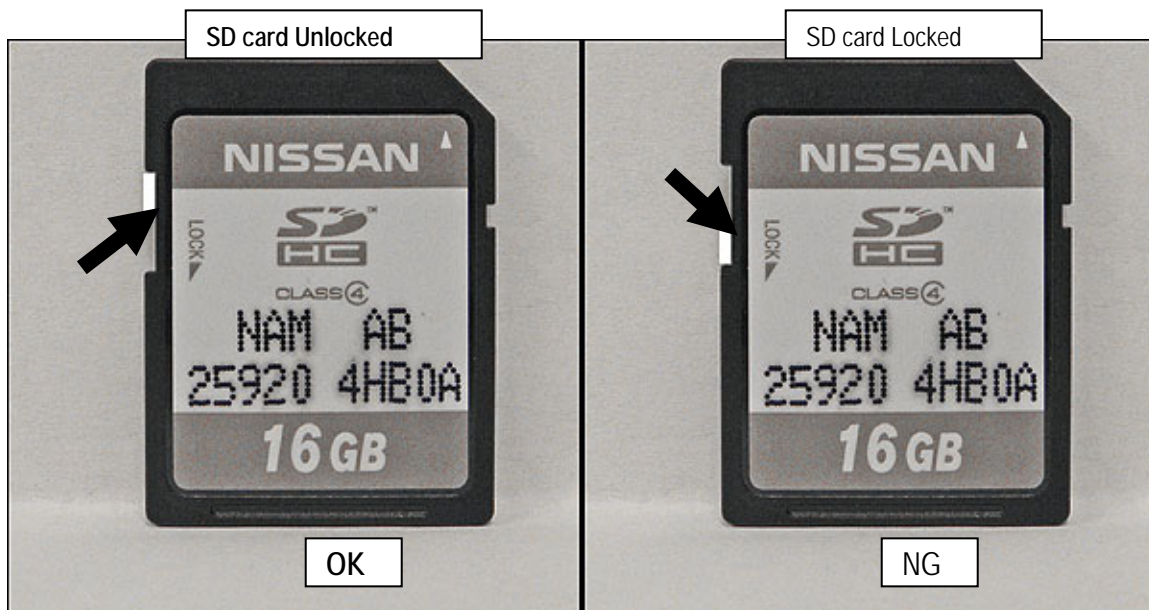 SD card Unlocked
NISSAN
LOCK
SD
HC
CLASS 4
NAM AB
25920 4HB0A
16 GB
OK
SD card Locked
NISSAN
LOCK
SD
HC
CLASS 4
NAM AB
25920 4HB0A
16 GB
NG